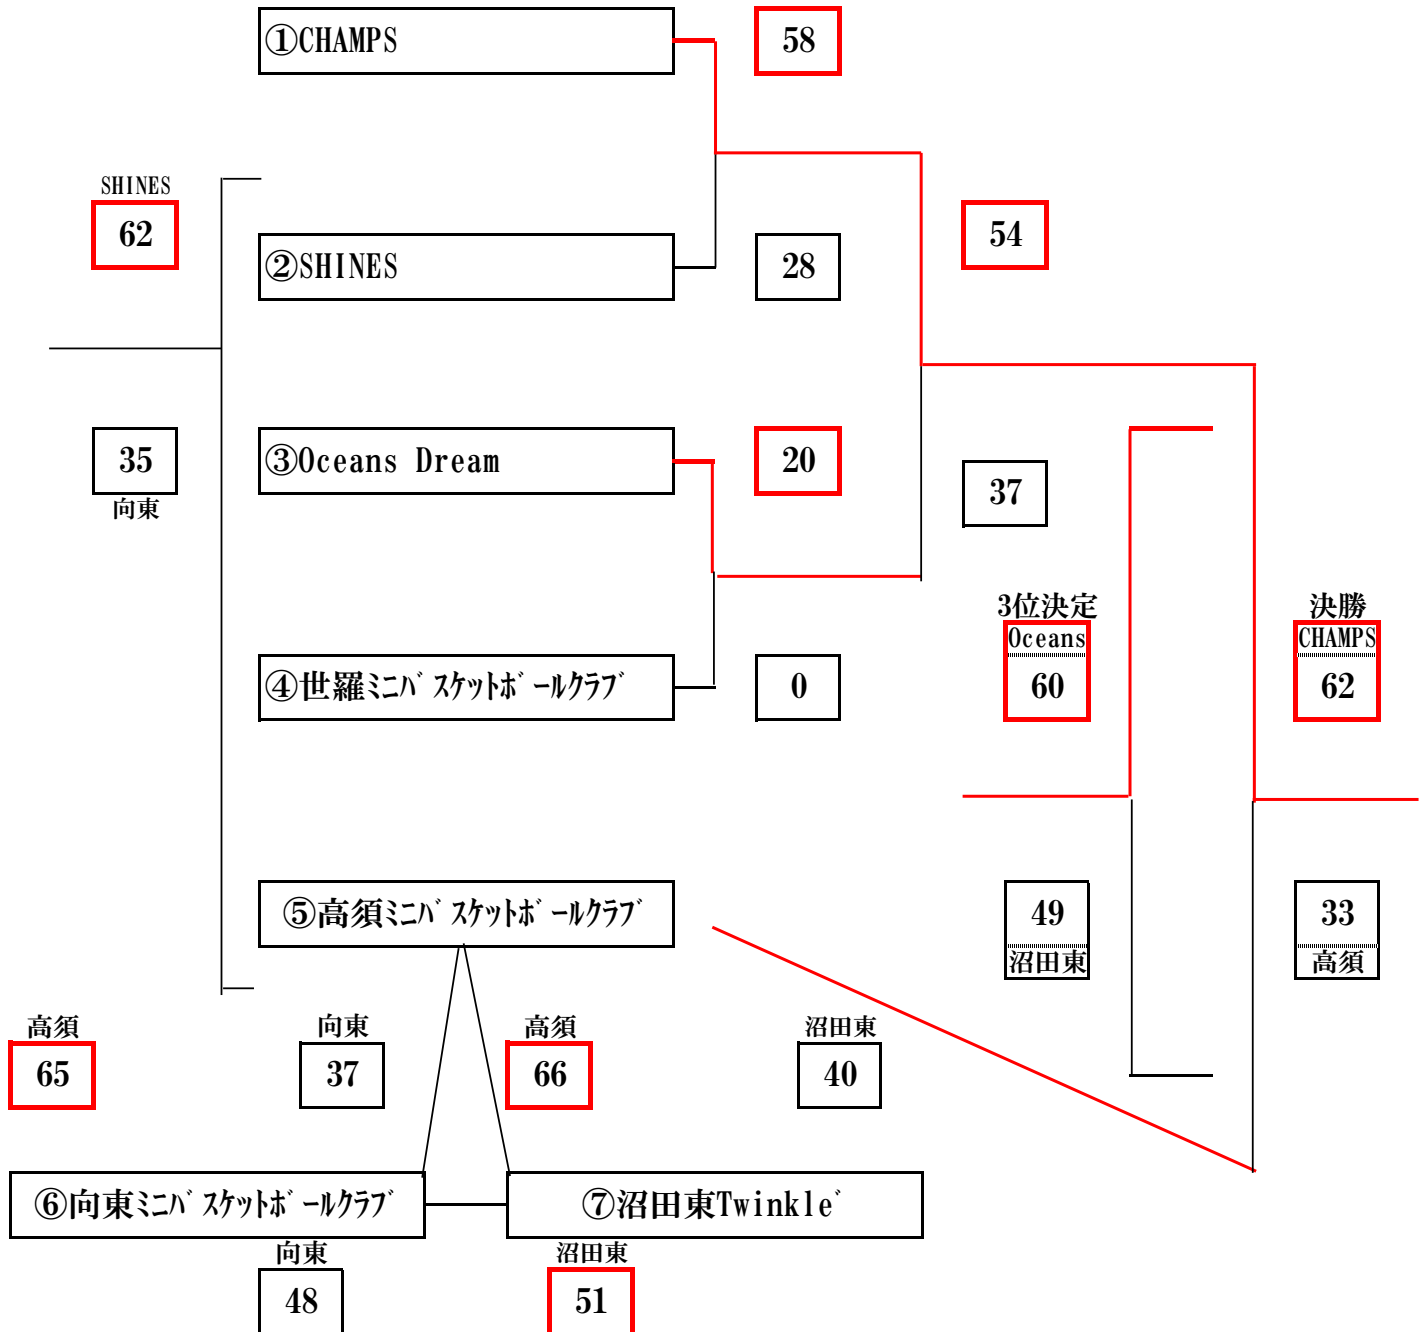 ①CHAMPS
58
SHINES
62
54
②SHINES
28
③Oceans Dream
20
35
向東
37
3位決定
Oceans
60
決勝
CHAMPS
62
④世羅ミニバスケットボールクラブ
0
⑤高須ミニバスケットボールクラブ
49
沼田東
33
高須
高須
65
向東
37
高須
66
沼田東
40
⑥向東ミニバスケットボールクラブ
⑦沼田東Twinkle゛
向東
48
沼田東
51